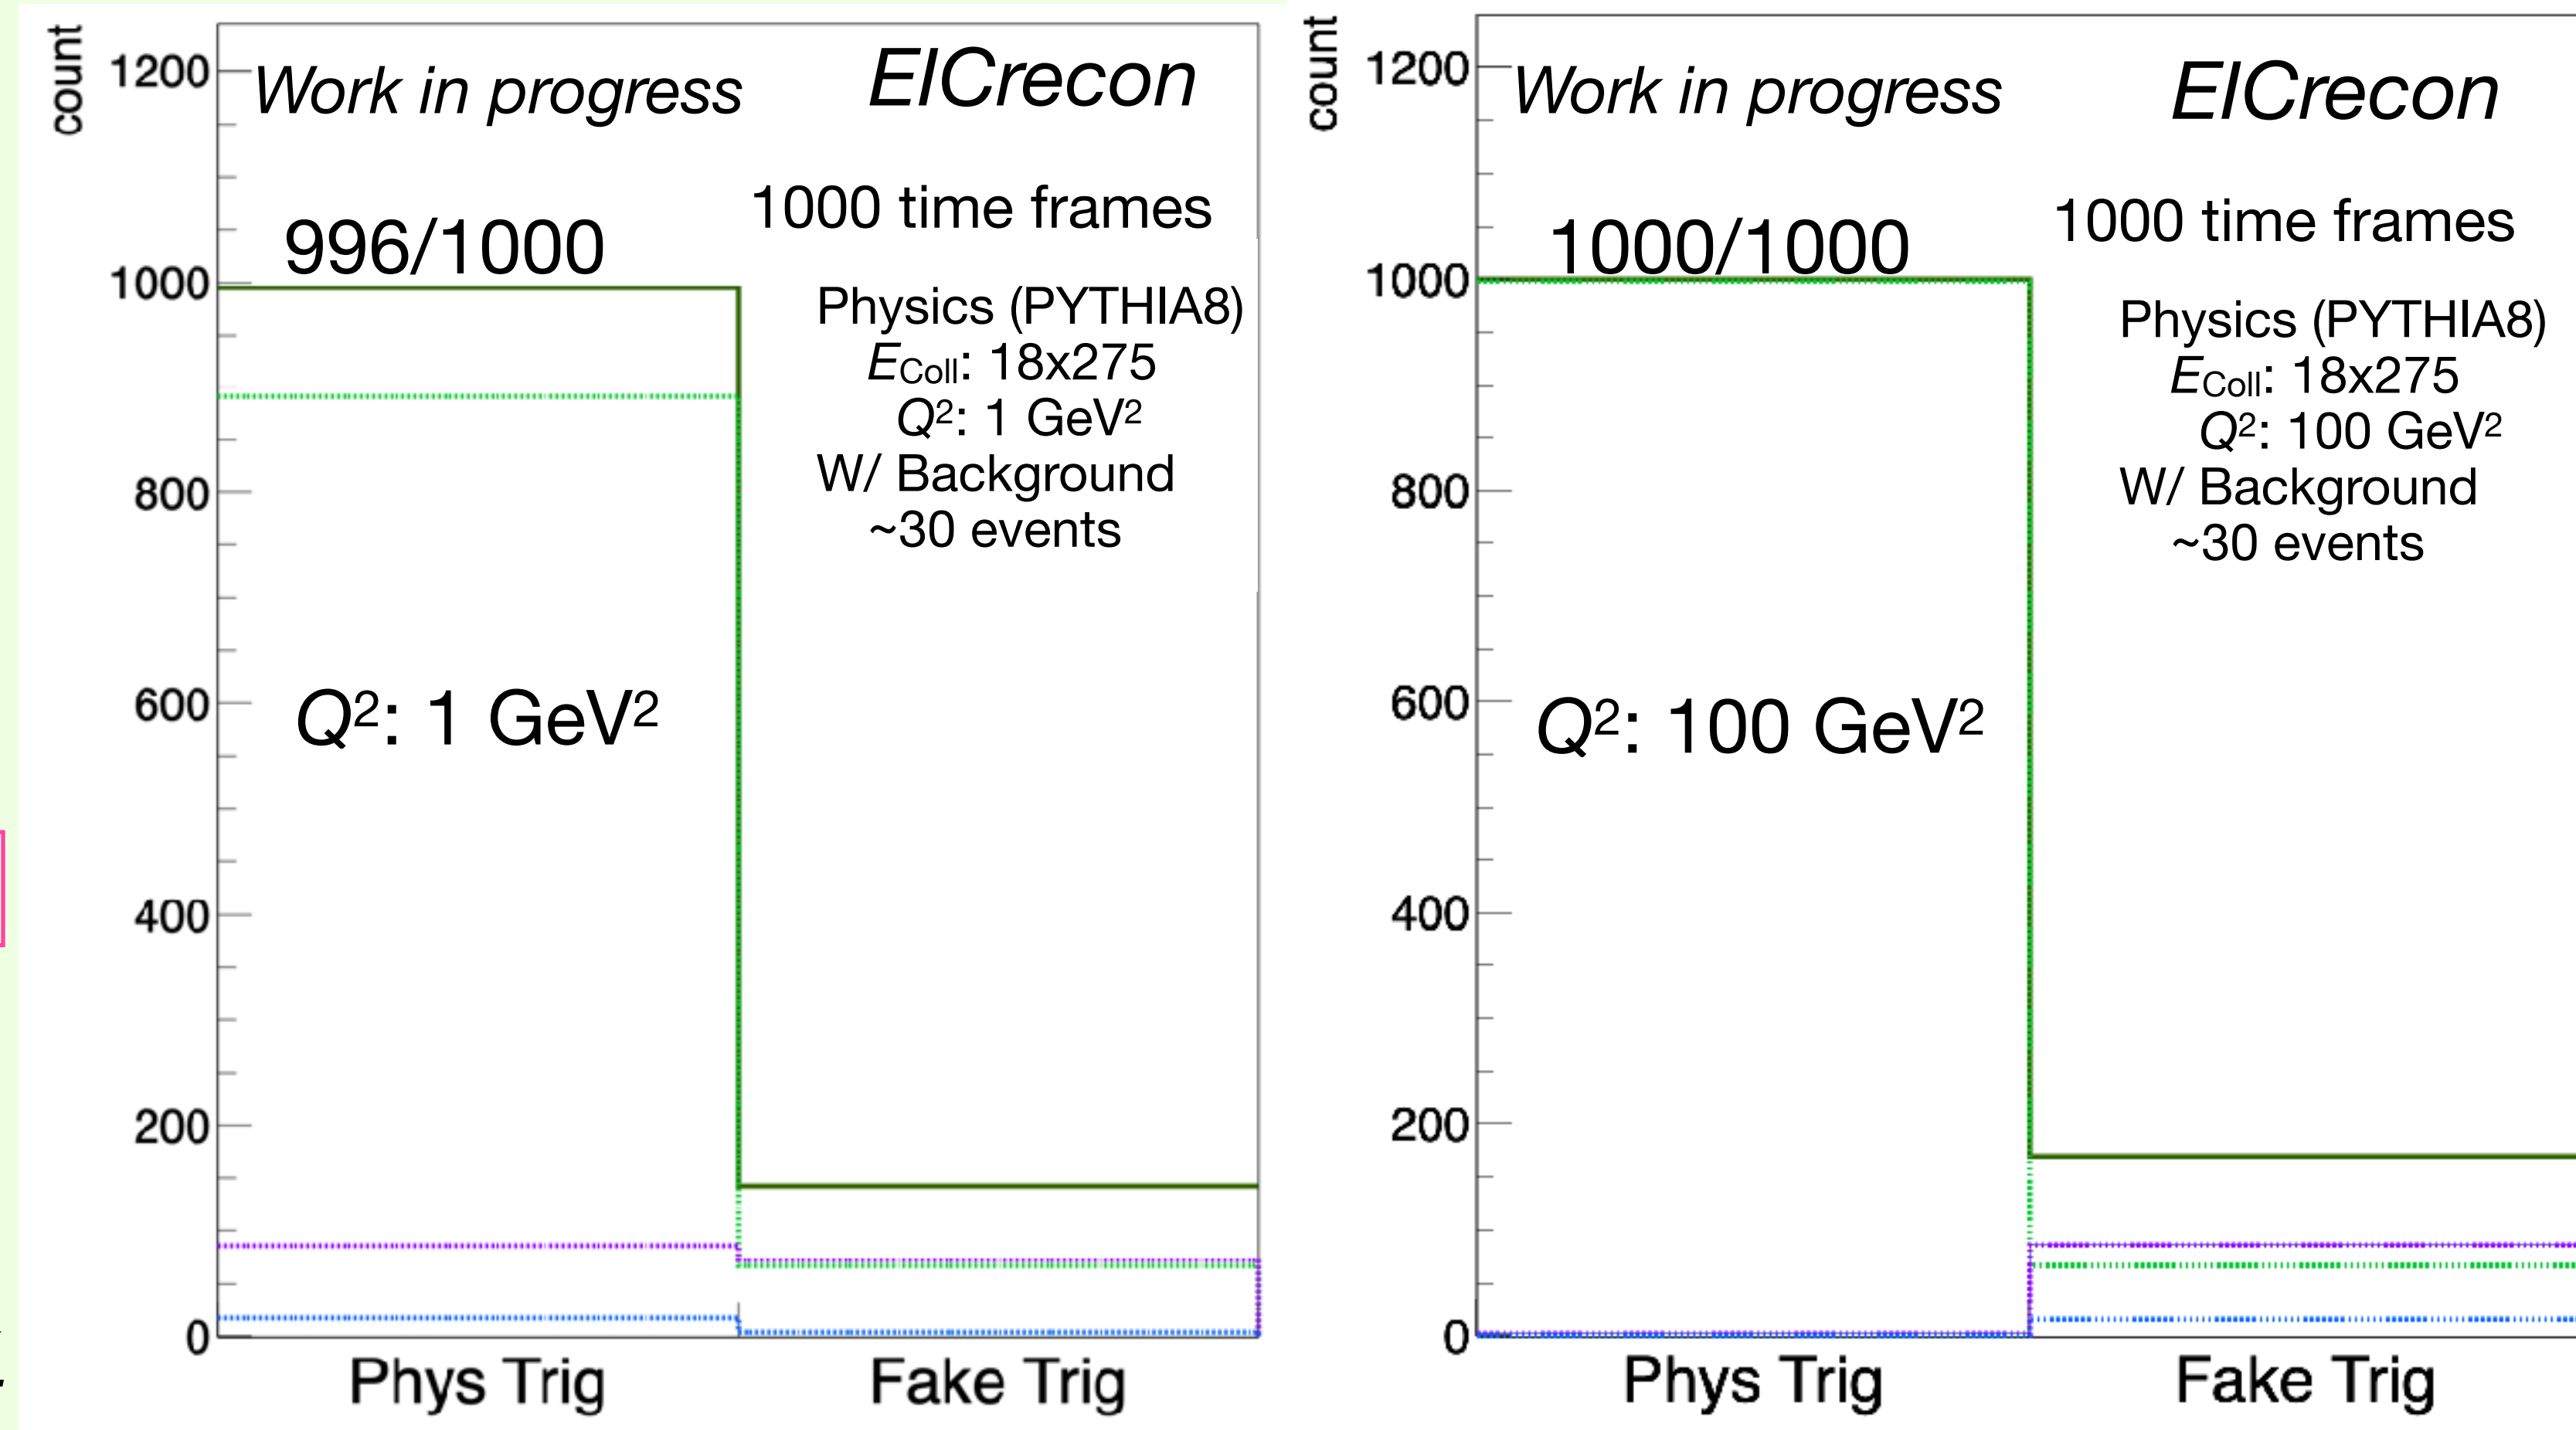 count
1200
1000
800
600
400
200
0
Work in progress
EICrecon
996/1000
1000 time frames
Physics (PYTHIA8)
E_Coll: 18x275
Q²: 1 GeV²
W/ Background
~30 events
Q²: 1 GeV²
Phys Trig
Fake Trig
count
1200
1000
800
600
400
200
0
Work in progress
EICrecon
1000/1000
1000 time frames
Physics (PYTHIA8)
E_Coll: 18x275
Q²: 100 GeV²
W/ Background
~30 events
Q²: 100 GeV²
Phys Trig
Fake Trig